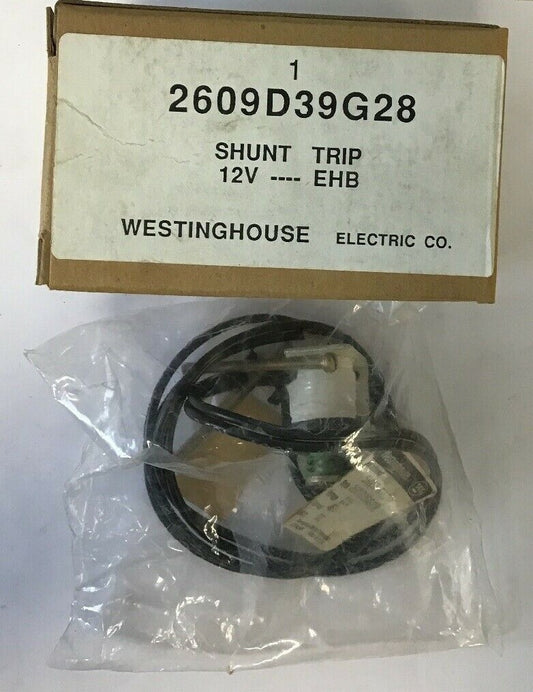 1
2609D39G28
SHUNT TRIP
12V ---- EHB
WESTINGHOUSE ELECTRIC CO.